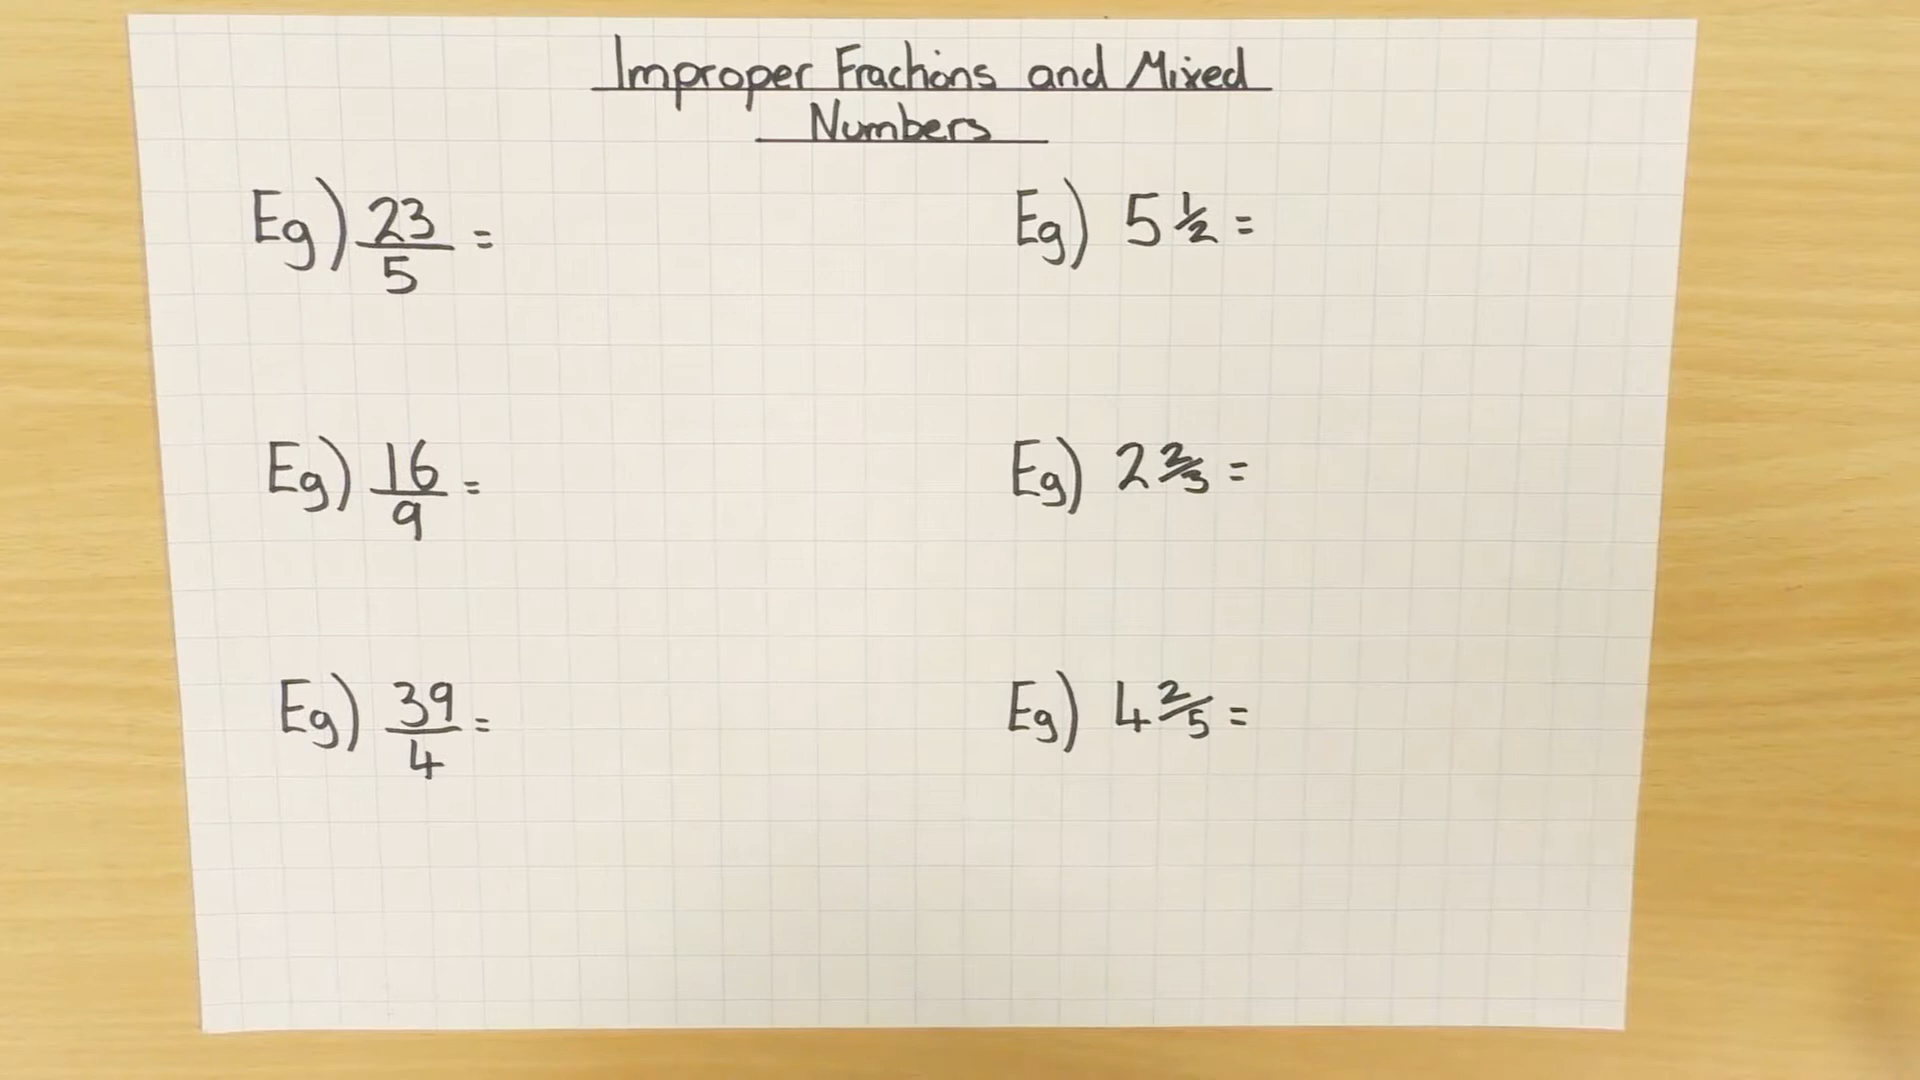 Improper Fractions and Mixed
Numbers
Eg) 23/5 =
Eg) 5 1/2 =
Eg) 16/9 =
Eg) 2 2/3 =
Eg) 39/4 =
Eg) 4 2/5 =